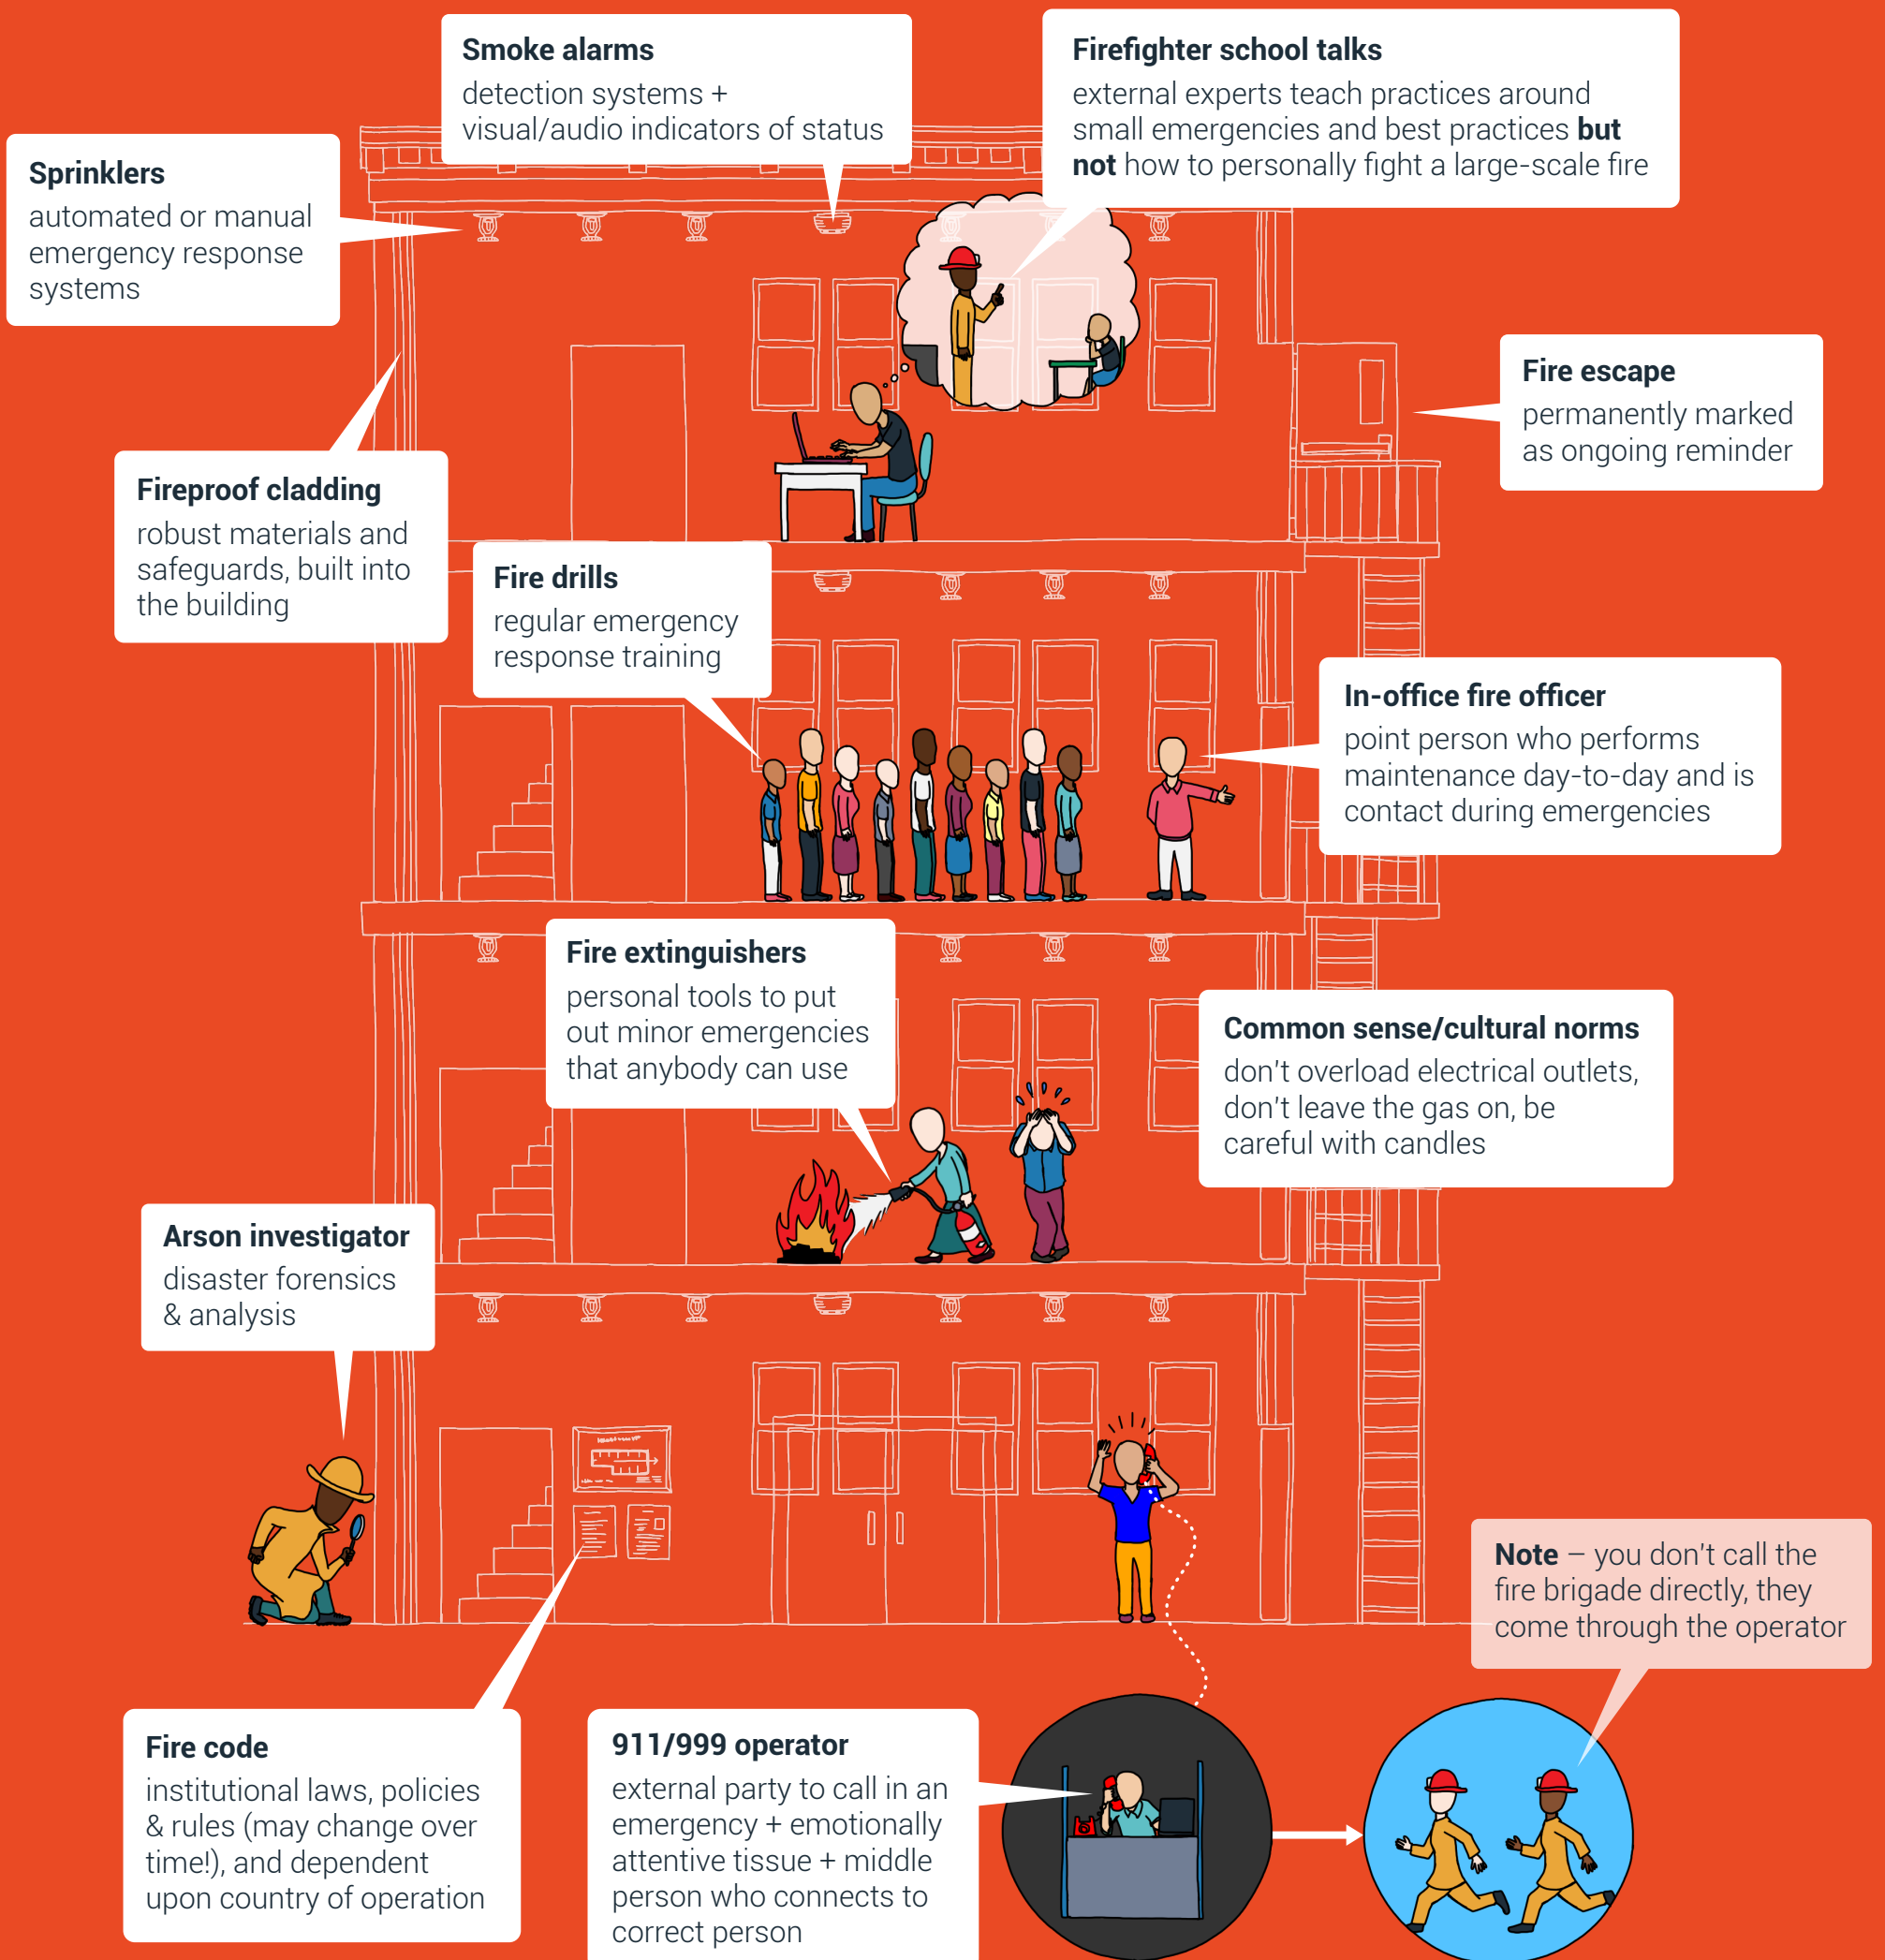 Smoke alarms
detection systems +
visual/audio indicators of status
Firefighter school talks
external experts teach practices around
small emergencies and best practices but
not how to personally fight a large-scale fire
Sprinklers
automated or manual
emergency response
systems
Fire escape
permanently marked
as ongoing reminder
Fireproof cladding
robust materials and
safeguards, built into
the building
Fire drills
regular emergency
response training
In-office fire officer
point person who performs
maintenance day-to-day and is
contact during emergencies
Fire extinguishers
personal tools to put
out minor emergencies
that anybody can use
Common sense/cultural norms
don't overload electrical outlets,
don't leave the gas on, be
careful with candles
Arson investigator
disaster forensics
& analysis
Note – you don't call the
fire brigade directly, they
come through the operator
Fire code
institutional laws, policies
& rules (may change over
time!), and dependent
upon country of operation
911/999 operator
external party to call in an
emergency + emotionally
attentive tissue + middle
person who connects to
correct person